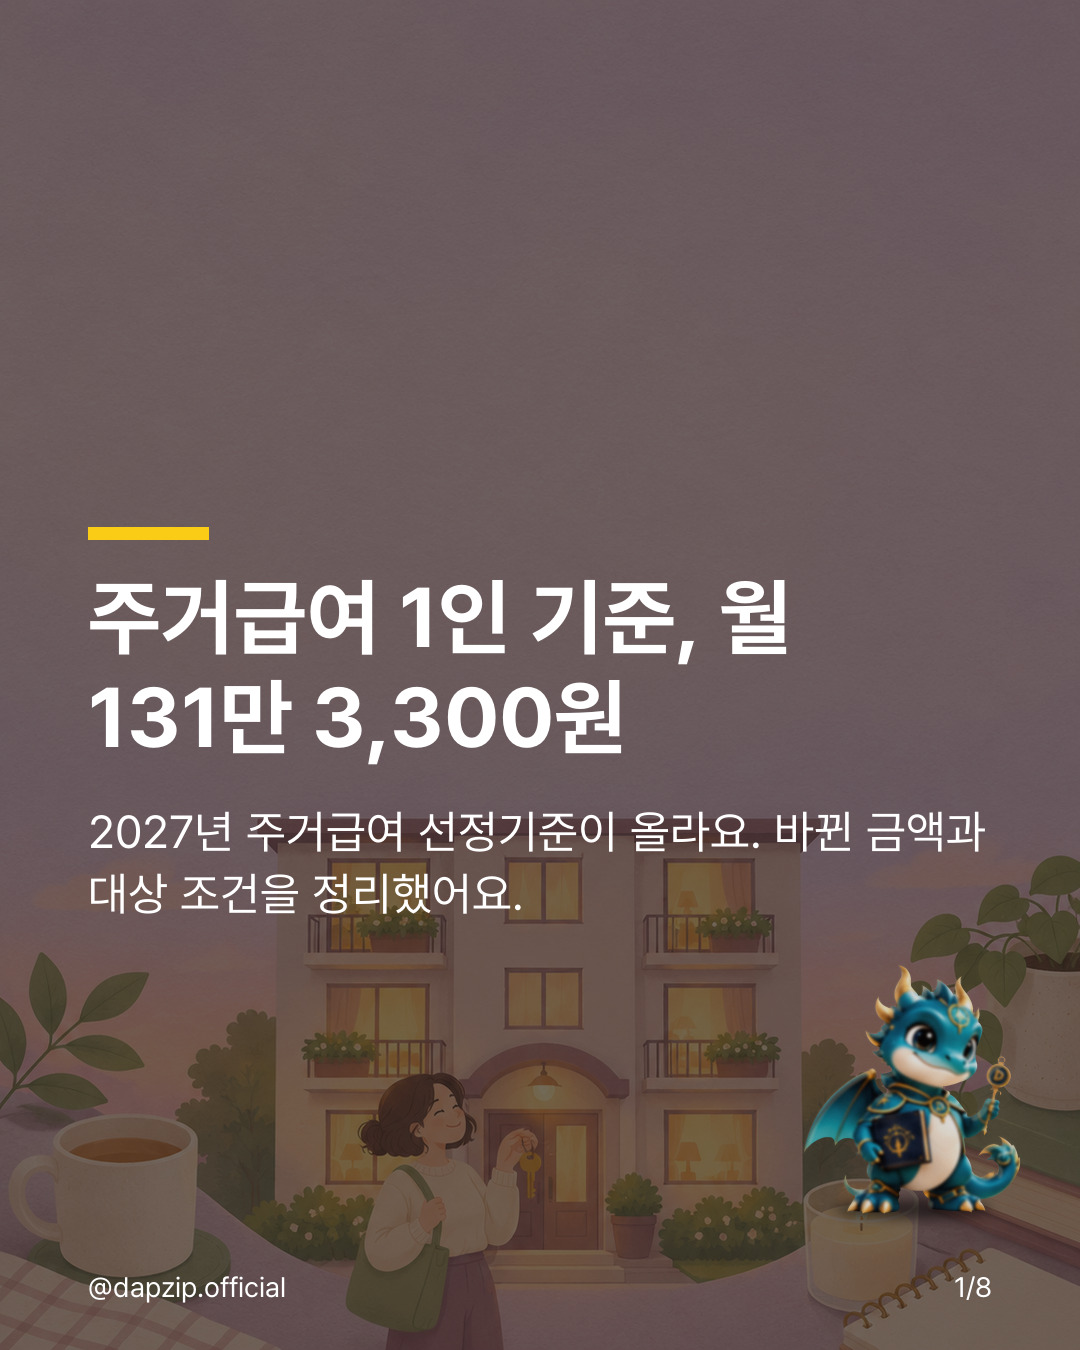 주거급여 1인 기준, 월
131만 3,300원
2027년 주거급여 선정기준이 올라요. 바뀐 금액과
대상 조건을 정리했어요.
@dapzip.official
1/8